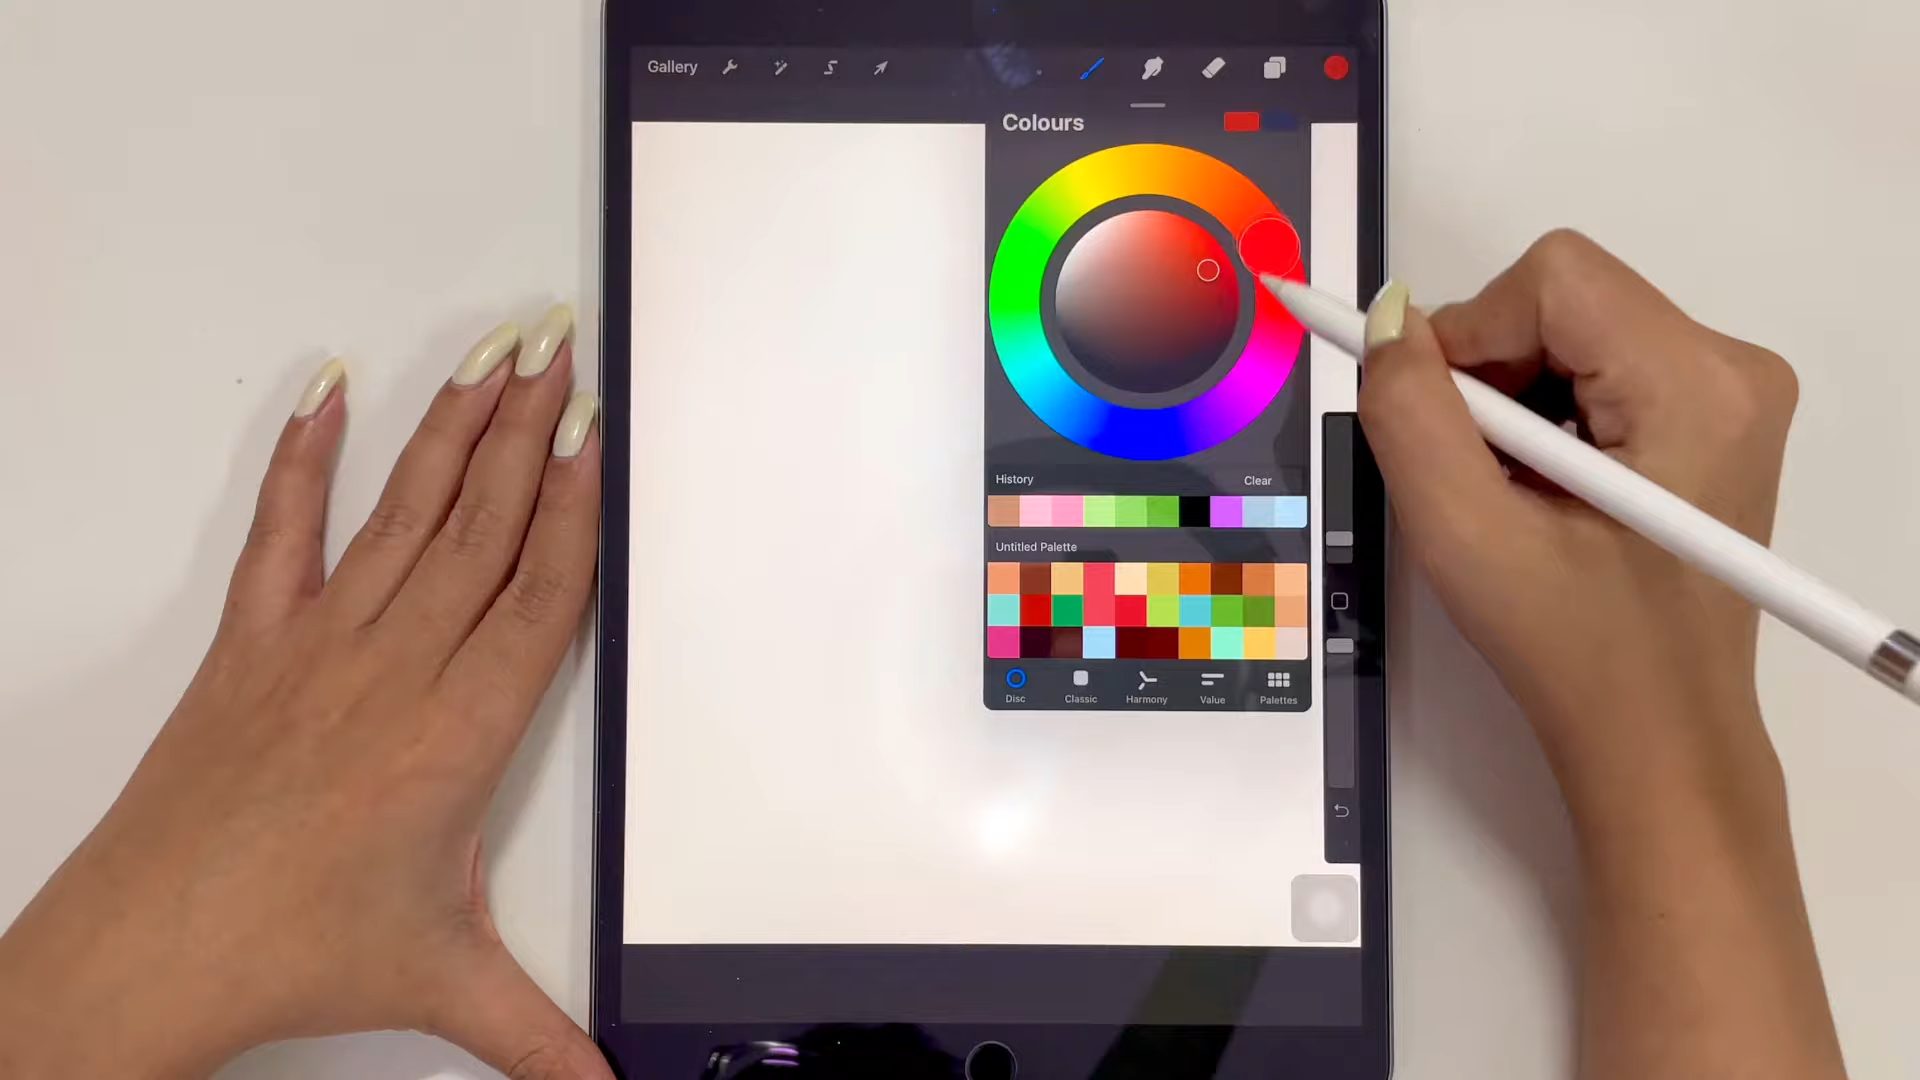 Gallery
Colours
History Clear
Untitled Palette
Disc Classic Harmony Value Palettes